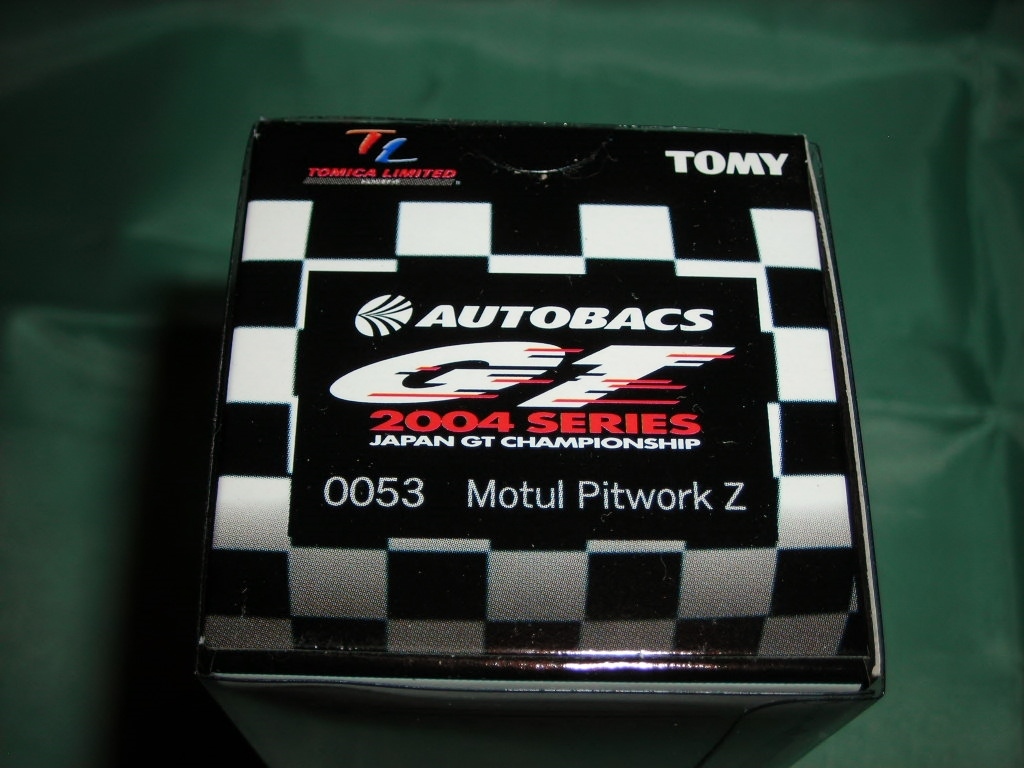 TL
TOMICA LIMITED
TOMY
AUTOBACS
GT
2004 SERIES
JAPAN GT CHAMPIONSHIP
0053 Motul Pitwork Z